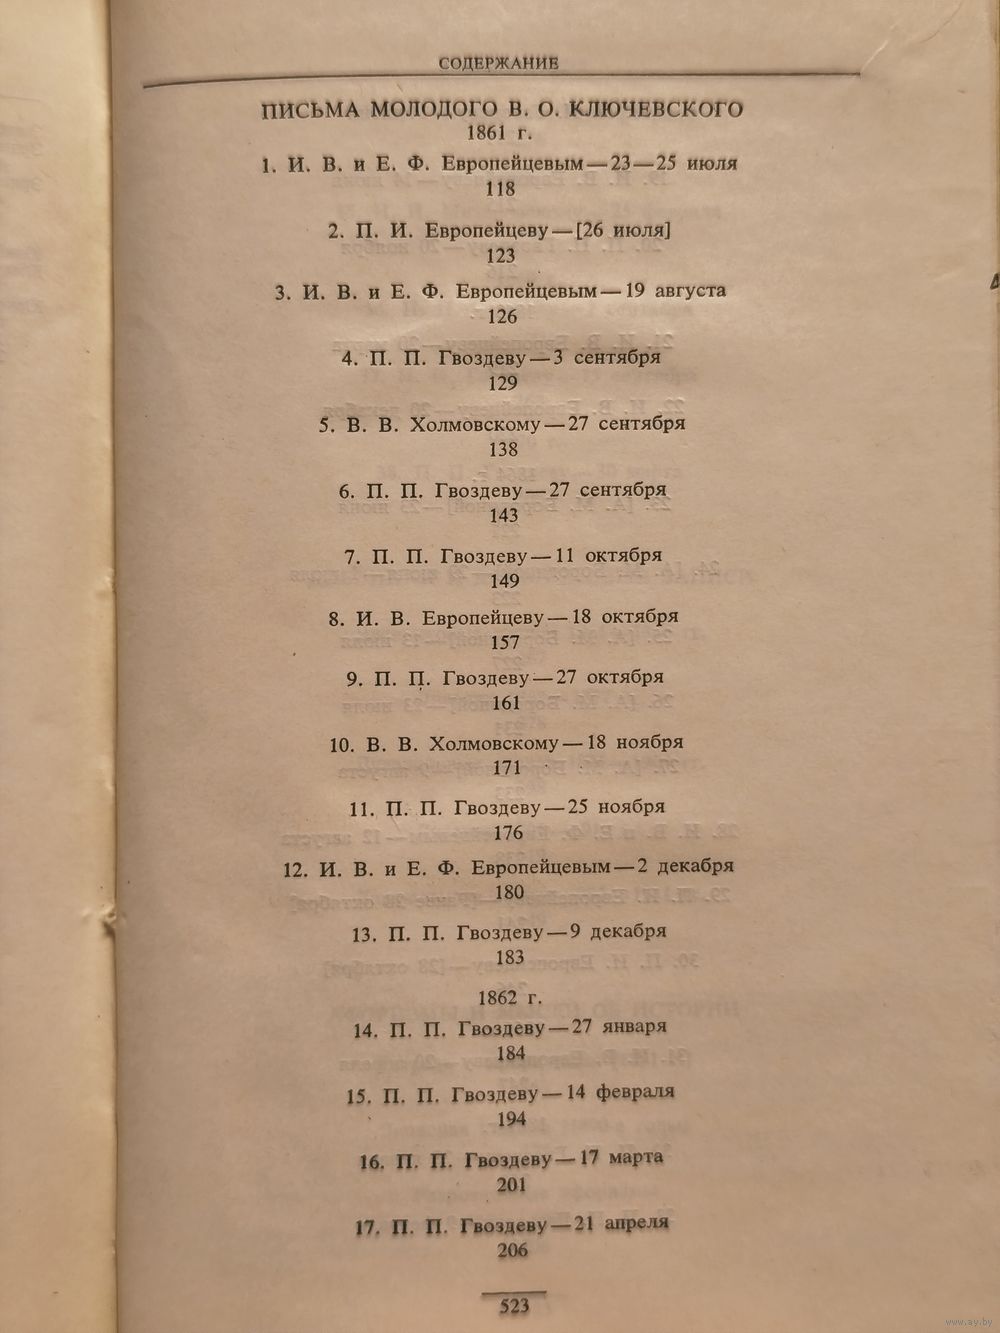 СОДЕРЖАНИЕ
ПИСЬМА МОЛОДОГО В. О. КЛЮЧЕВСКОГО
1861 г.
1. И. В. и Е. Ф. Европейцевым—23—25 июля
118
2. П. И. Европейцеву—[26 июля]
123
3. И. В. и Е. Ф. Европейцевым—19 августа
126
4. П. П. Гвоздеву—3 сентября
129
5. В. В. Холмовскому—27 сентября
138
6. П. П. Гвоздеву—27 сентября
143
7. П. П. Гвоздеву—11 октября
149
8. И. В. Европейцеву—18 октября
157
9. П. П. Гвоздеву—27 октября
161
10. В. В. Холмовскому—18 ноября
171
11. П. П. Гвоздеву—25 ноября
176
12. И. В. и Е. Ф. Европейцевым—2 декабря
180
13. П. П. Гвоздеву—9 декабря
183
1862 г.
14. П. П. Гвоздеву—27 января
184
15. П. П. Гвоздеву—14 февраля
194
16. П. П. Гвоздеву—17 марта
201
17. П. П. Гвоздеву—21 апреля
206
523
www.ay.by